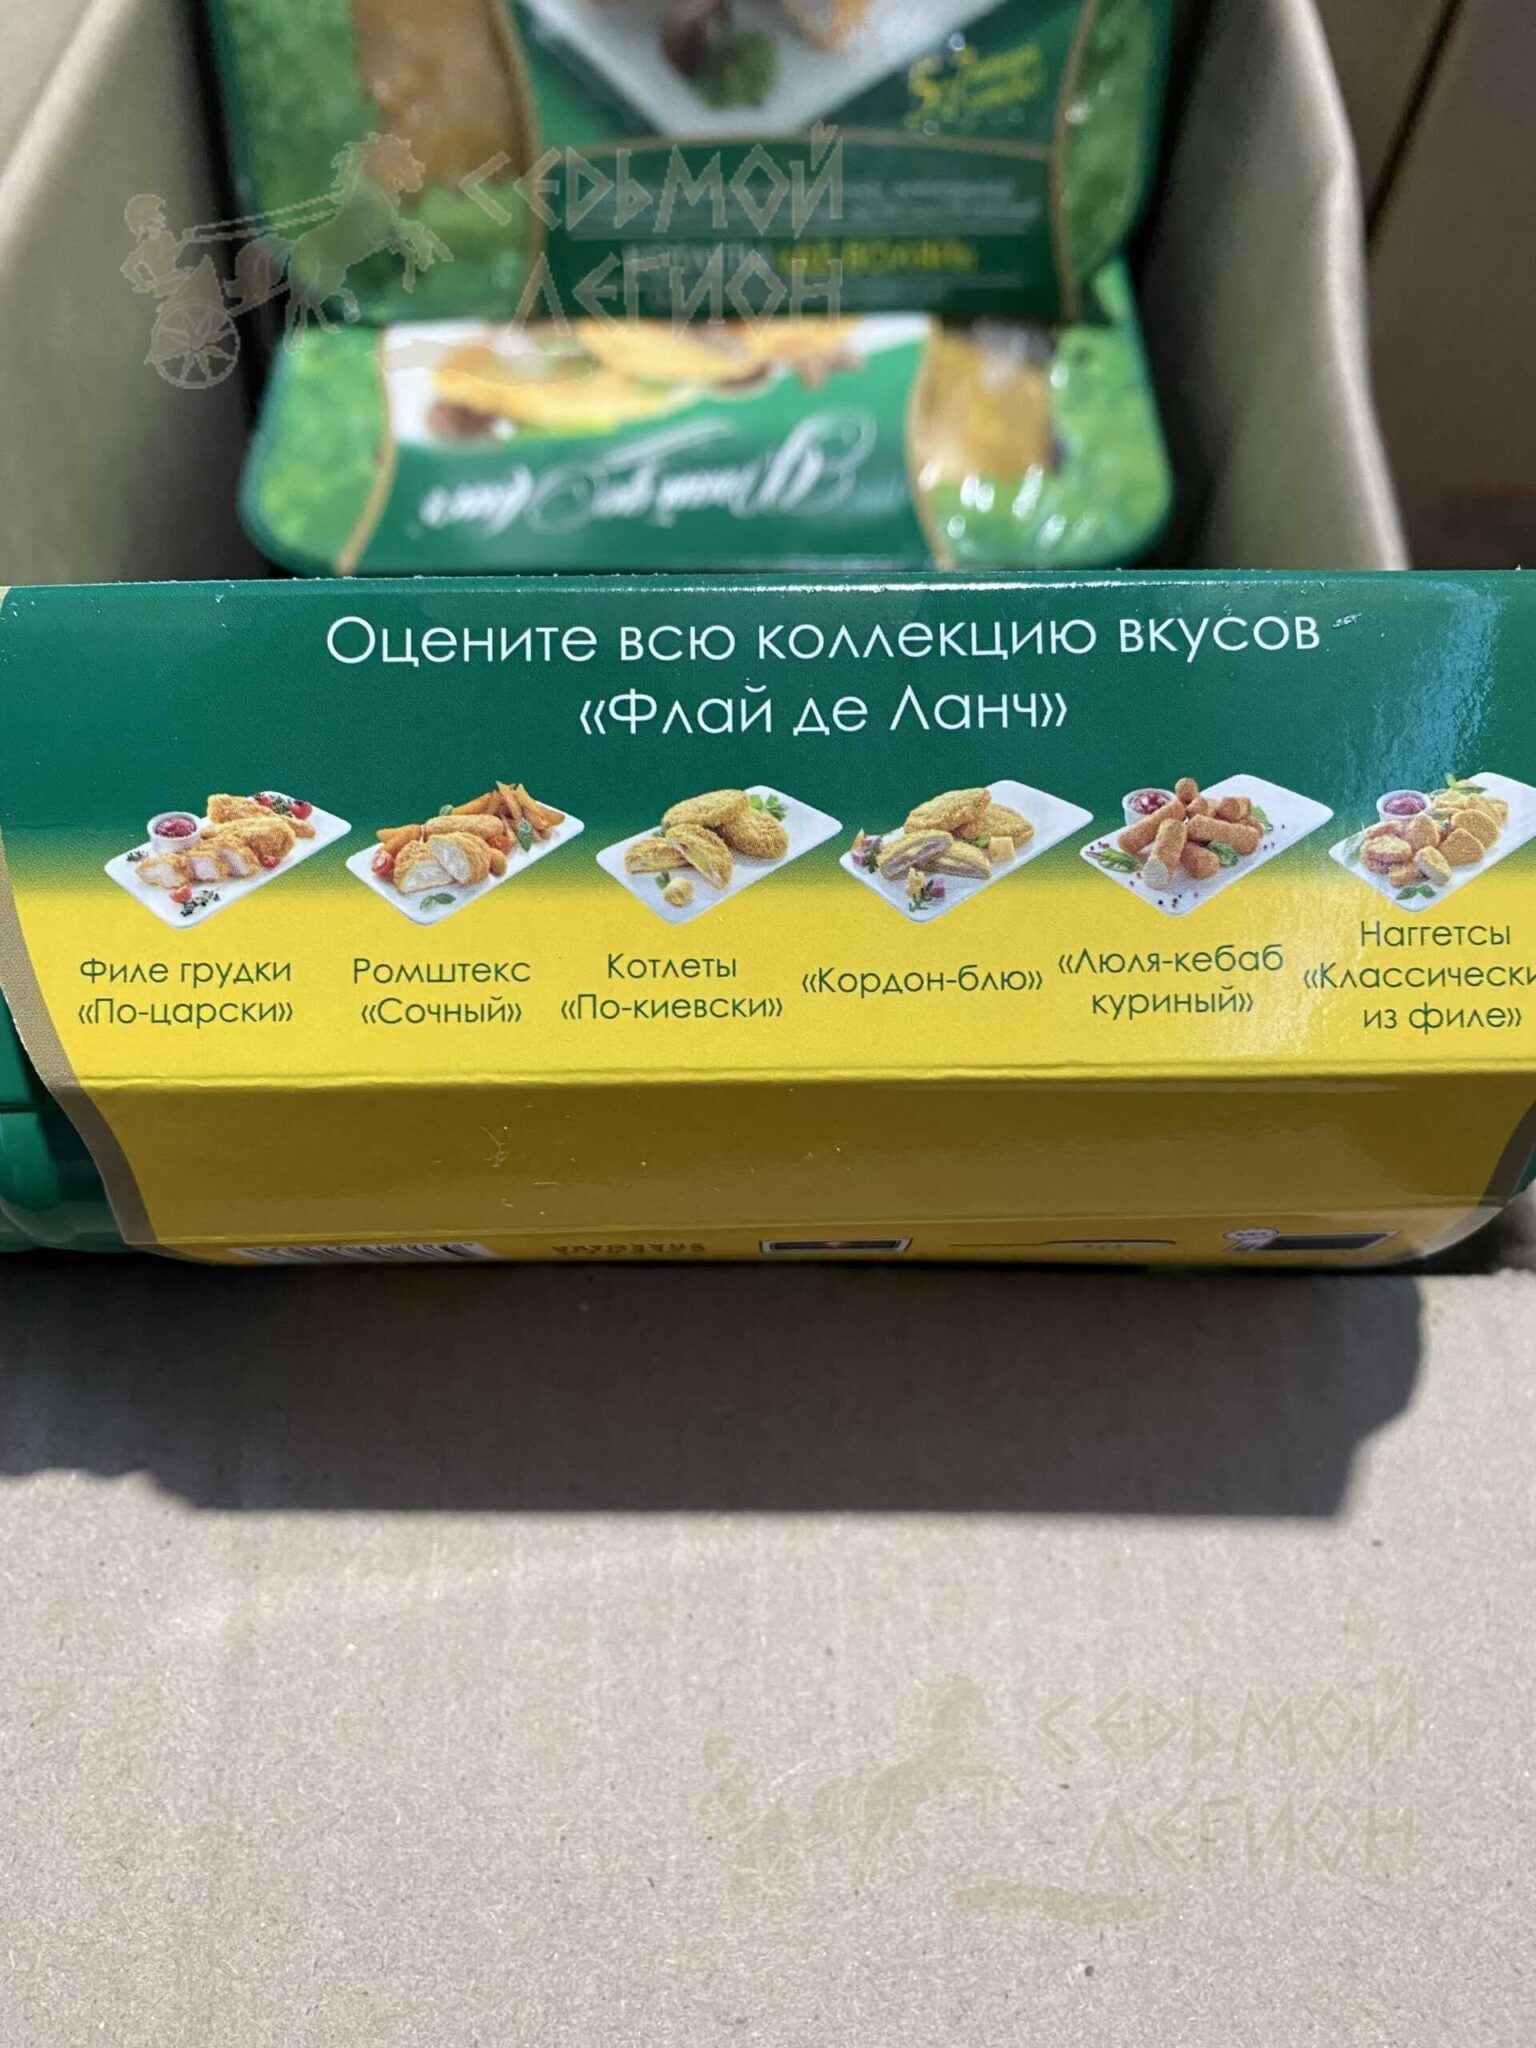 СЕДЬМОЙ
ЛЕГИОН
Оцените всю коллекцию вкусов
«Флай де Ланч»
Филе грудки
«По-царски»
Ромштекс
«Сочный»
Котлеты
«По-киевски»
«Кордон-блю»
«Люля-кебаб
куриный»
Наггетсы
«Классически
из филе»
СЕДЬМОЙ
ЛЕГИОН